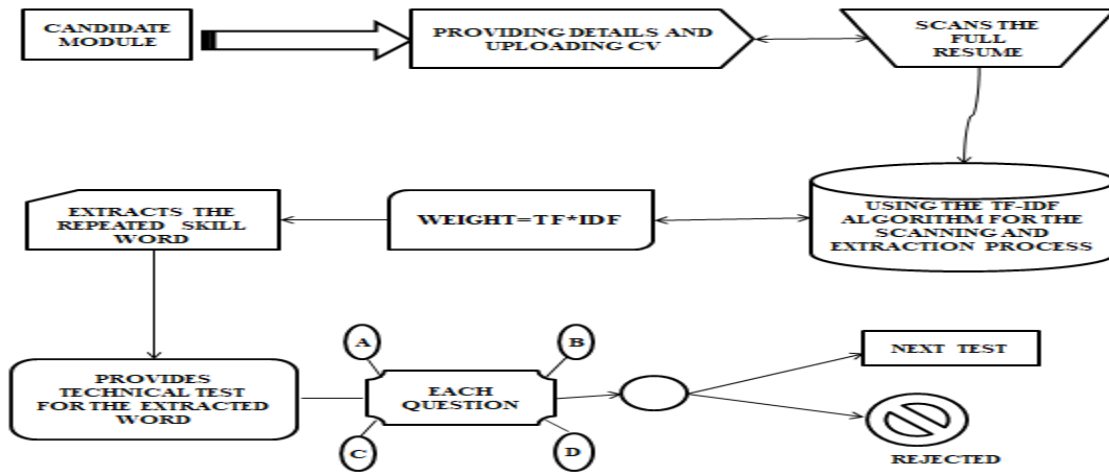 CANDIDATE
MODULE
PROVIDING DETAILS AND
UPLOADING CV
SCANS THE
FULL
RESUME
EXTRACTS THE
REPEATED SKILL
WORD
WEIGHT=TF*IDF
USING THE TF-IDF
ALGORITHM FOR THE
SCANNING AND
EXTRACTION PROCESS
PROVIDES
TECHNICAL TEST
FOR THE EXTRACTED
WORD
A
B
EACH
QUESTION
C
D
NEXT TEST
REJECTED